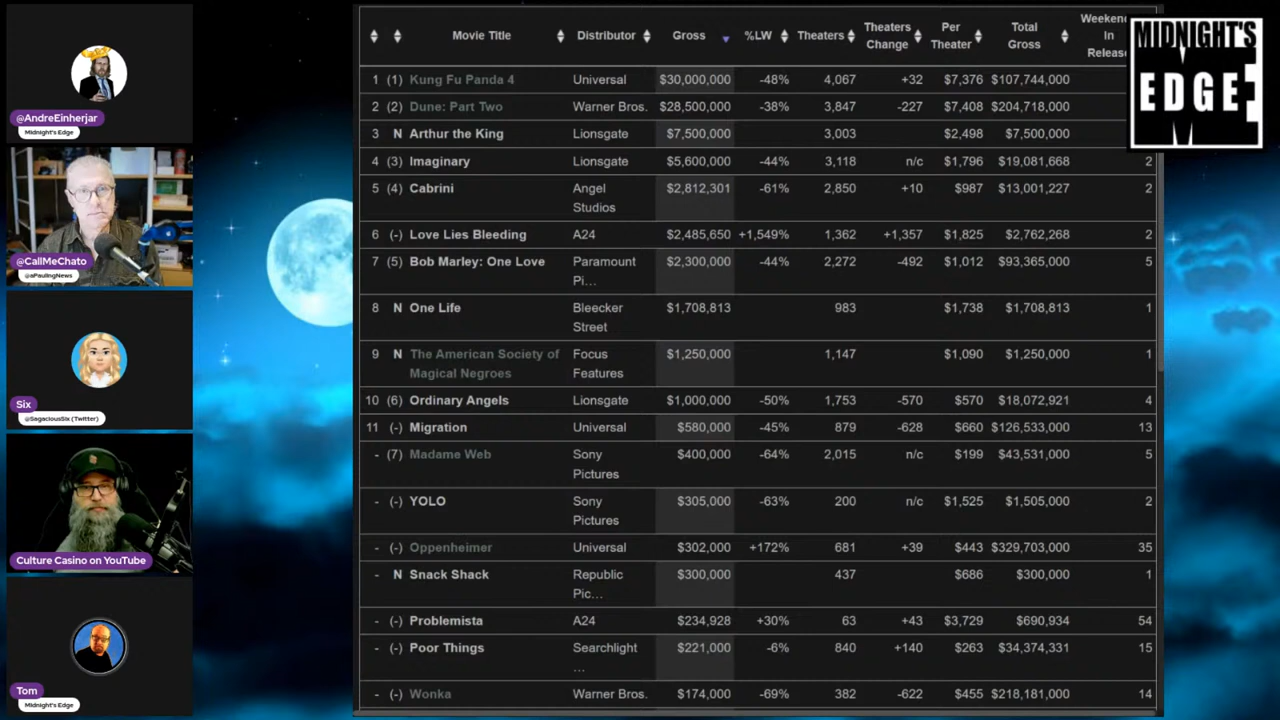 @AndreEinherjar
Midnight's Edge
@CallMeChato
@aPaulingNews
Six
@SagaciousSix (Twitter)
Culture Casino on YouTube
Tom
Midnight's Edge
Movie Title Distributor Gross %LW Theaters Theaters Change Per Theater Total Gross Weekend In Release
1 (1) Kung Fu Panda 4 Universal $30,000,000 -48% 4,067 +32 $7,376 $107,744,000
2 (2) Dune: Part Two Warner Bros. $28,500,000 -38% 3,847 -227 $7,408 $204,718,000
3 N Arthur the King Lionsgate $7,500,000 3,003 $2,498 $7,500,000
4 (3) Imaginary Lionsgate $5,600,000 -44% 3,118 n/c $1,796 $19,081,668 2
5 (4) Cabrini Angel Studios $2,812,301 -61% 2,850 +10 $987 $13,001,227 2
6 (-) Love Lies Bleeding A24 $2,485,650 +1,549% 1,362 +1,357 $1,825 $2,762,268 2
7 (5) Bob Marley: One Love Paramount Pi… $2,300,000 -44% 2,272 -492 $1,012 $93,365,000 5
8 N One Life Bleecker Street $1,708,813 983 $1,738 $1,708,813 1
9 N The American Society of Magical Negroes Focus Features $1,250,000 1,147 $1,090 $1,250,000 1
10 (6) Ordinary Angels Lionsgate $1,000,000 -50% 1,753 -570 $570 $18,072,921 4
11 (-) Migration Universal $580,000 -45% 879 -628 $660 $126,533,000 13
- (7) Madame Web Sony Pictures $400,000 -64% 2,015 n/c $199 $43,531,000 5
- (-) YOLO Sony Pictures $305,000 -63% 200 n/c $1,525 $1,505,000 2
- (-) Oppenheimer Universal $302,000 +172% 681 +39 $443 $329,703,000 35
- N Snack Shack Republic Pic… $300,000 437 $686 $300,000 1
- (-) Problemista A24 $234,928 +30% 63 +43 $3,729 $690,934 54
- (-) Poor Things Searchlight … $221,000 -6% 840 +140 $263 $34,374,331 15
- (-) Wonka Warner Bros. $174,000 -69% 382 -622 $455 $218,181,000 14
MIDNIGHT'S
EDGE